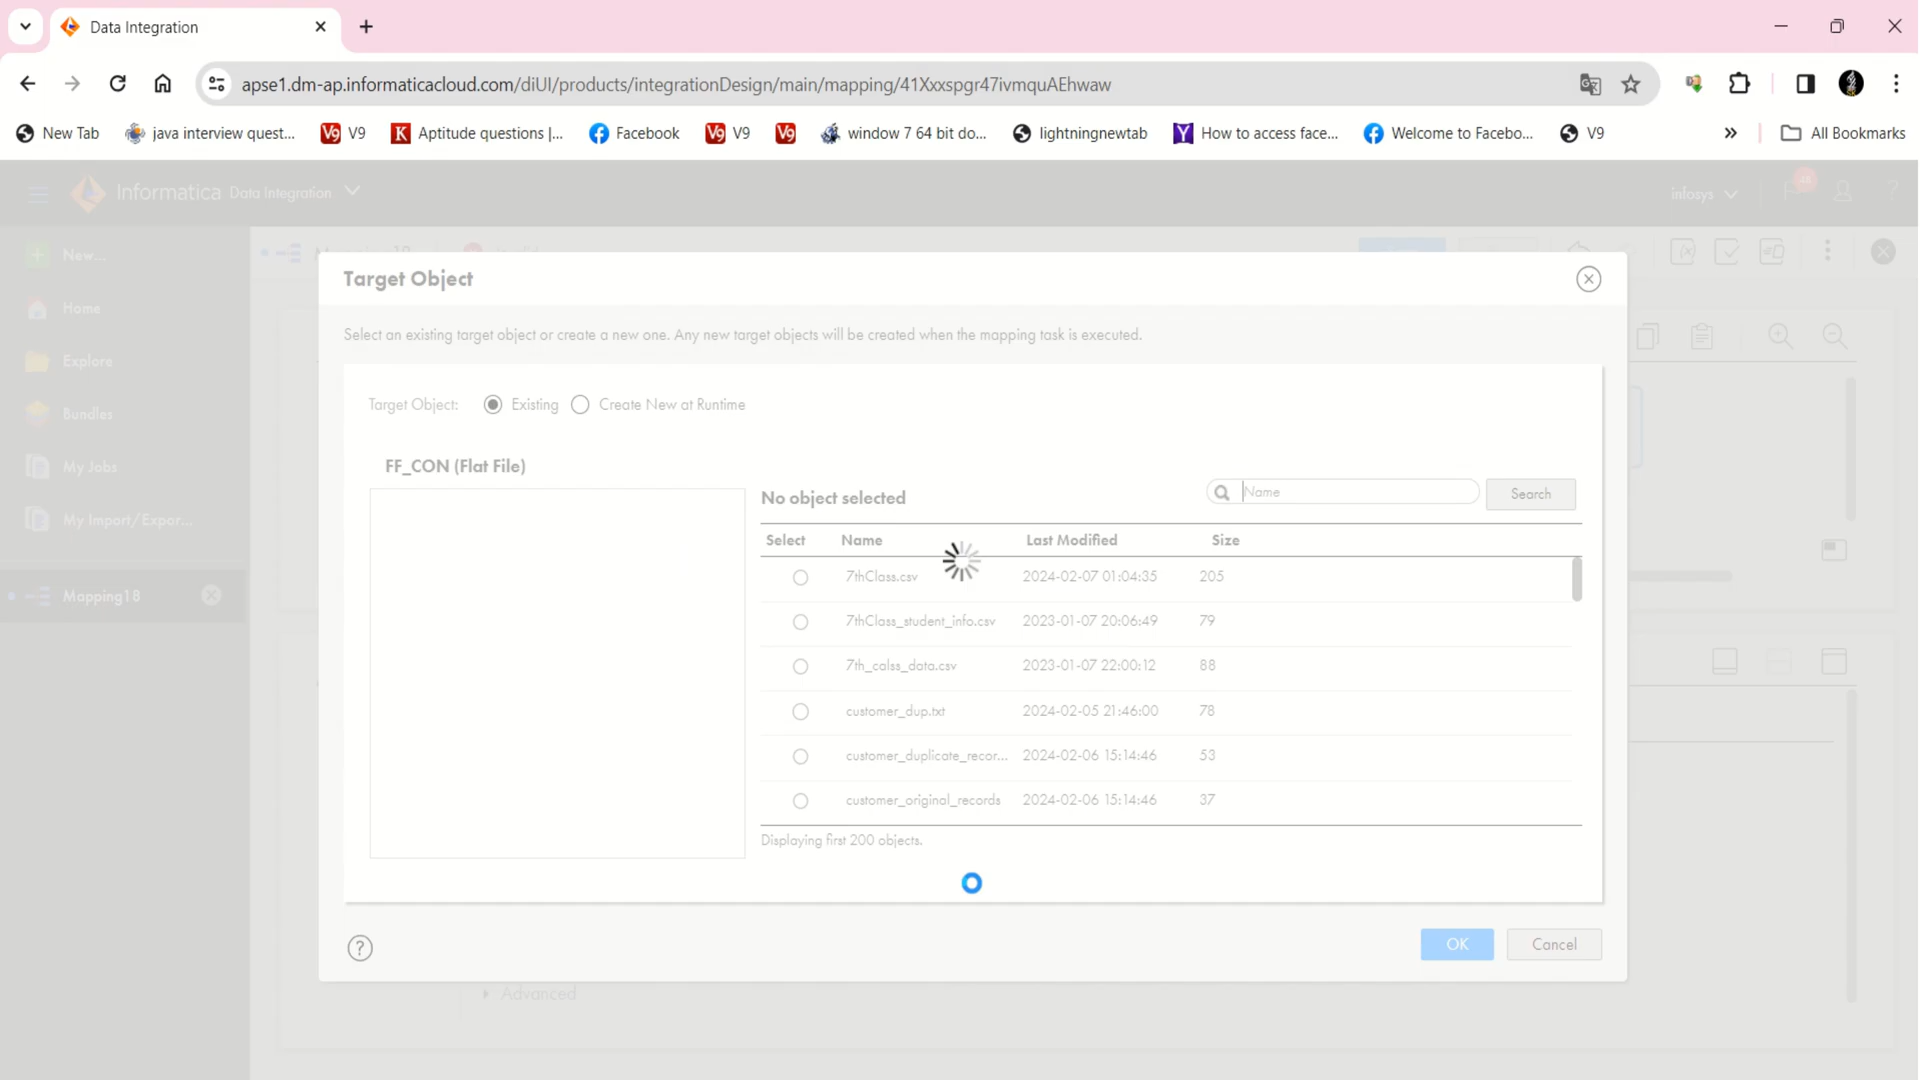 Data Integration
apse1.dm-ap.informaticacloud.com/diUI/products/integrationDesign/main/mapping/41Xxxspgr47ivmquAEhwaw
New Tab
java interview quest...
V9 V9
K Aptitude questions |...
Facebook
V9 V9
V9
window 7 64 bit do...
lightningnewtab
Y How to access face...
Welcome to Facebo...
V9
»
All Bookmarks
Informatica Data Integration
infosys
?
New...
Home
Explore
Bundles
My Jobs
My Import/Expor...
Mapping18
Target Object
Select an existing target object or create a new one. Any new target objects will be created when the mapping task is executed.
Target Object: Existing Create New at Runtime
FF_CON (Flat File)
No object selected
Name
Search
Select Name Last Modified Size
7thClass.csv 2024-02-07 01:04:35 205
7thClass_student_info.csv 2023-01-07 20:06:49 79
7th_calss_data.csv 2023-01-07 22:00:12 88
customer_dup.txt 2024-02-05 21:46:00 78
customer_duplicate_recor... 2024-02-06 15:14:46 53
customer_original_records 2024-02-06 15:14:46 37
Displaying first 200 objects.
?
OK
Cancel
Advanced